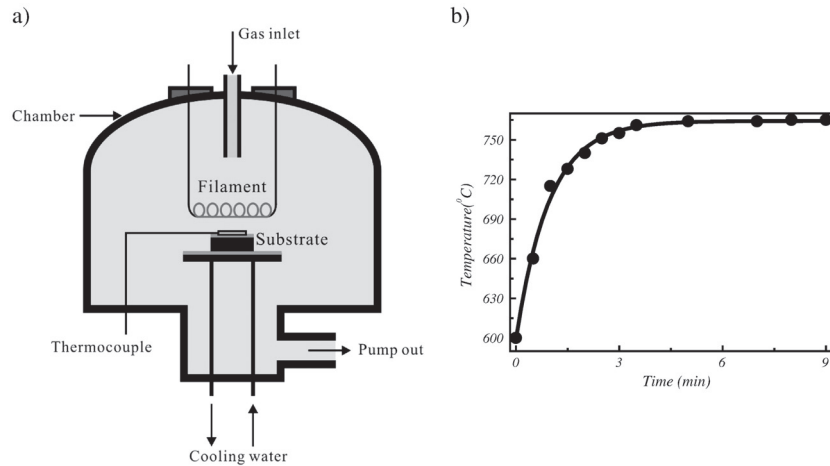 a)
Gas inlet
Chamber
Filament
Substrate
Thermocouple
Pump out
Cooling water
b)
Temperature(°C)
750
720
690
660
630
600
0
3
6
9
Time (min)